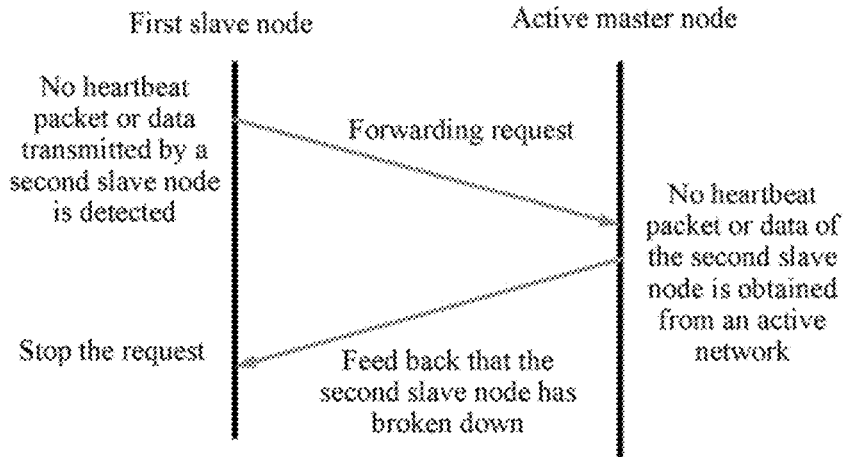 First slave node
Active master node
No heartbeat
packet or data
transmitted by a
second slave node
is detected
Forwarding request
No heartbeat
packet or data of
the second slave
node is obtained
from an active
network
Stop the request
Feed back that the
second slave node has
broken down